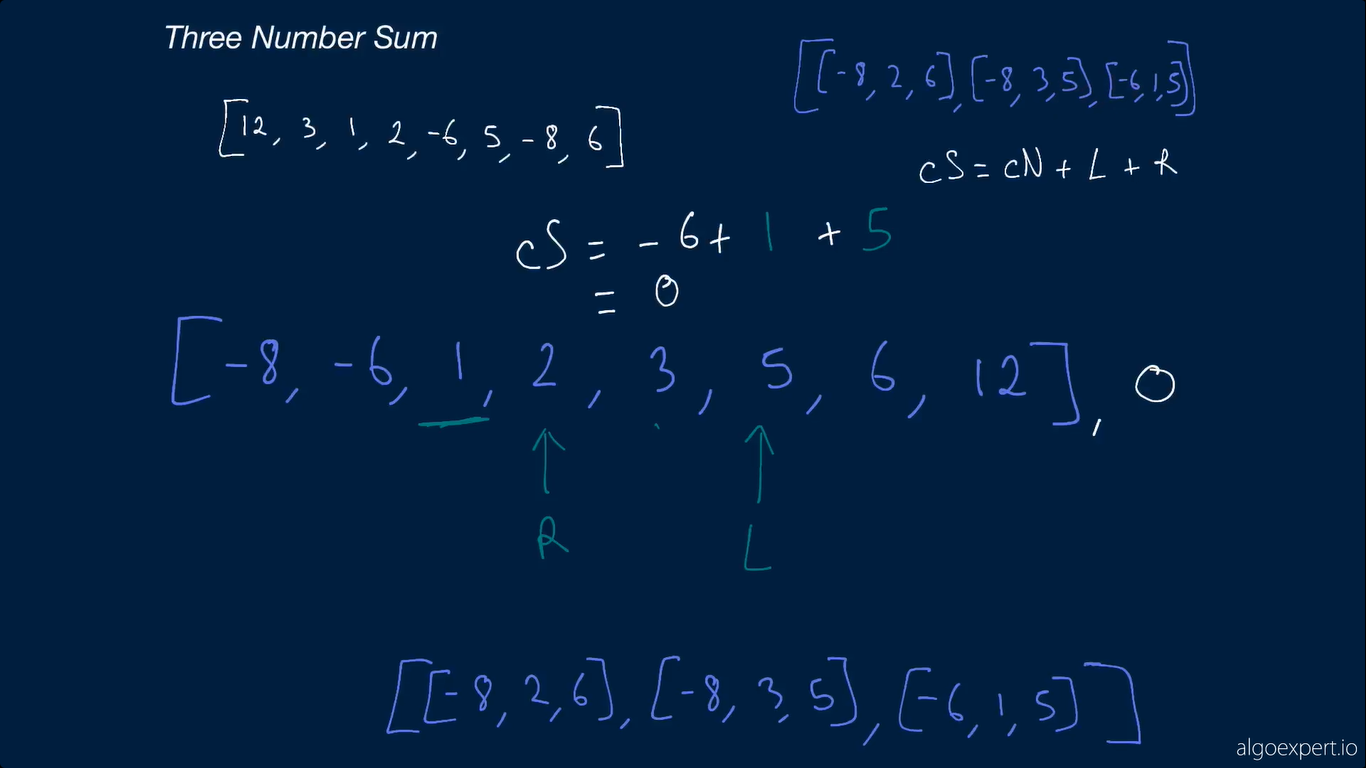 Three Number Sum
[[-8, 2, 6], [-8, 3, 5], [-6, 1, 5]]
[12, 3, 1, 2, -6, 5, -8, 6]
cS = cN + L + R
cS = -6 + 1 + 5
= 0
[-8, -6, 1, 2, 3, 5, 6, 12], 0
R L
[[-8, 2, 6], [-8, 3, 5], [-6, 1, 5]]
algoexpert.io